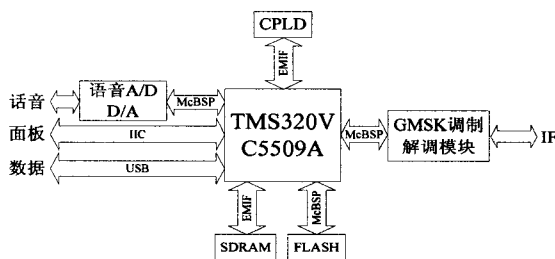 CPLD
EMIF
话音
语音A/D
D/A
McBSP
TMS320V
C5509A
McBSP
GMSK调制
解调模块
IF
面板
IIC
数据
USB
EMIF
McBSP
SDRAM
FLASH